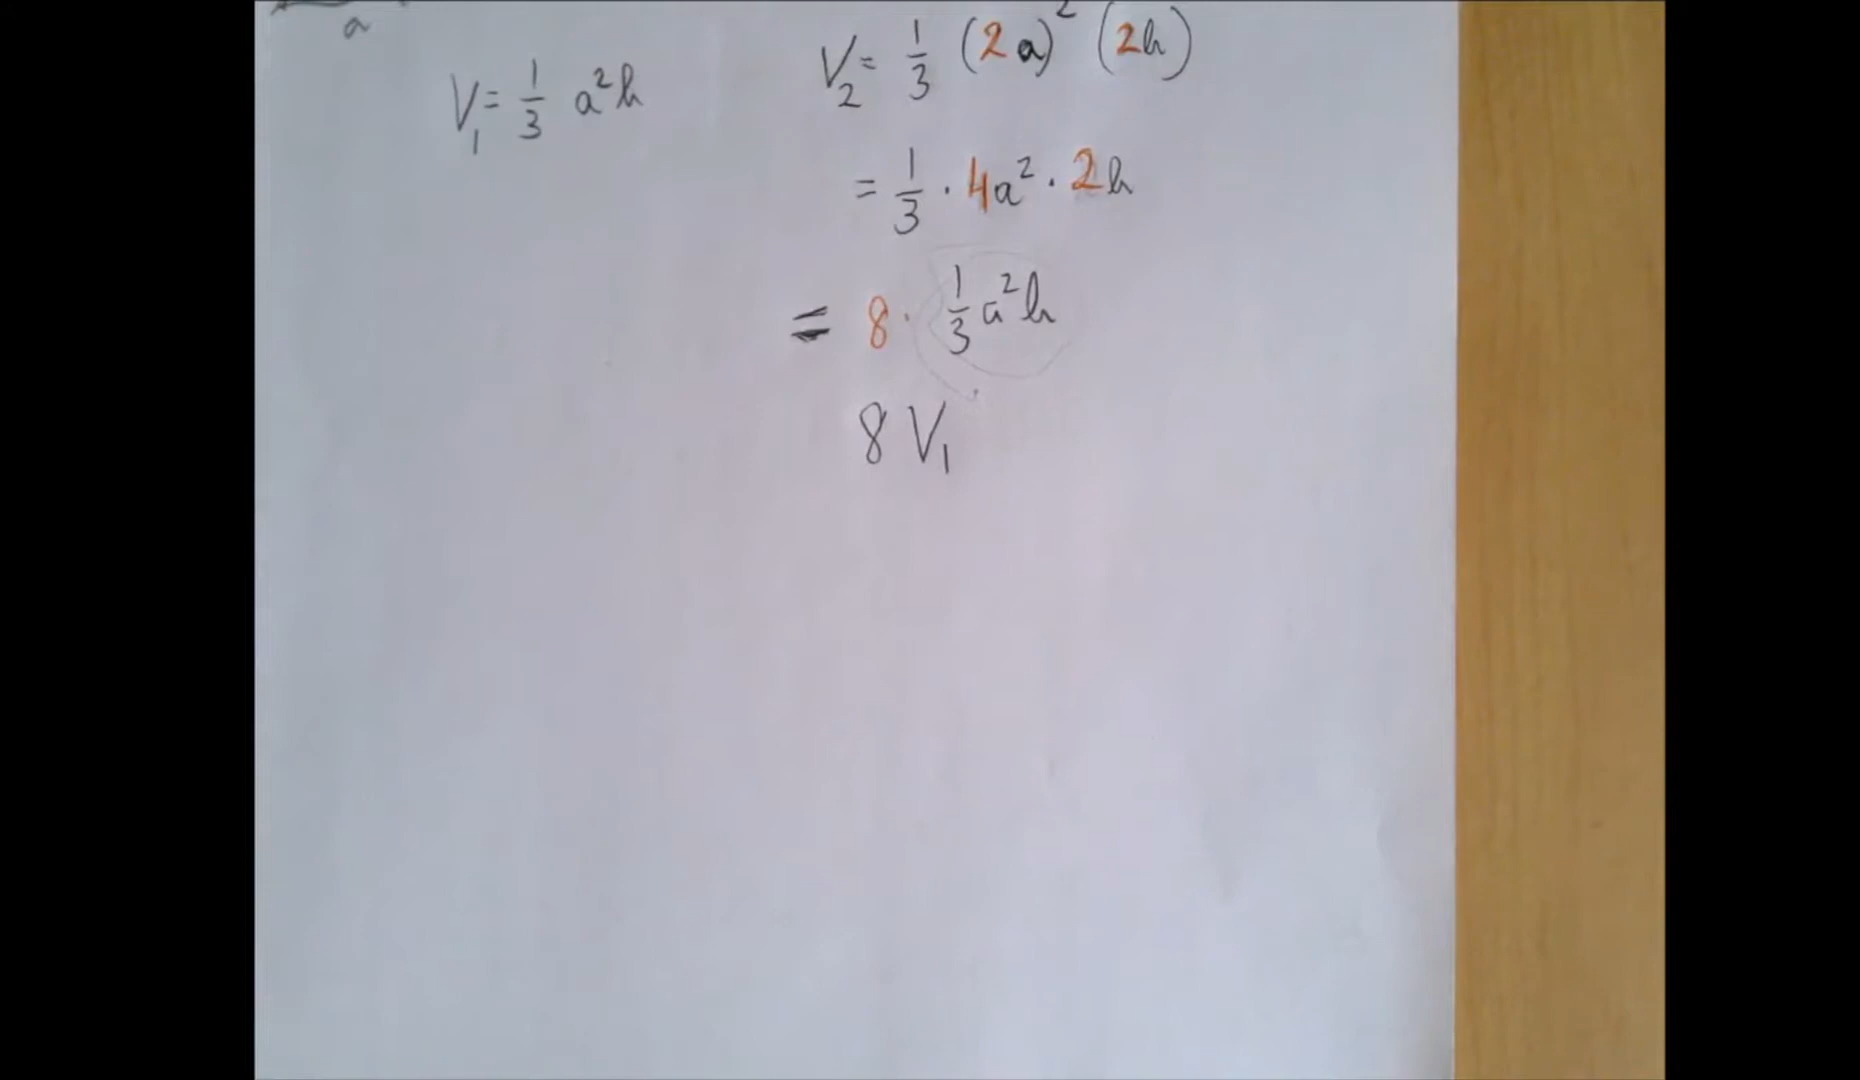 a
V₁ = 1/3 a²h
V₂ = 1/3 (2a)² (2h)
= 1/3 · 4a² · 2h
= 8 · 1/3 a²h
8 V₁